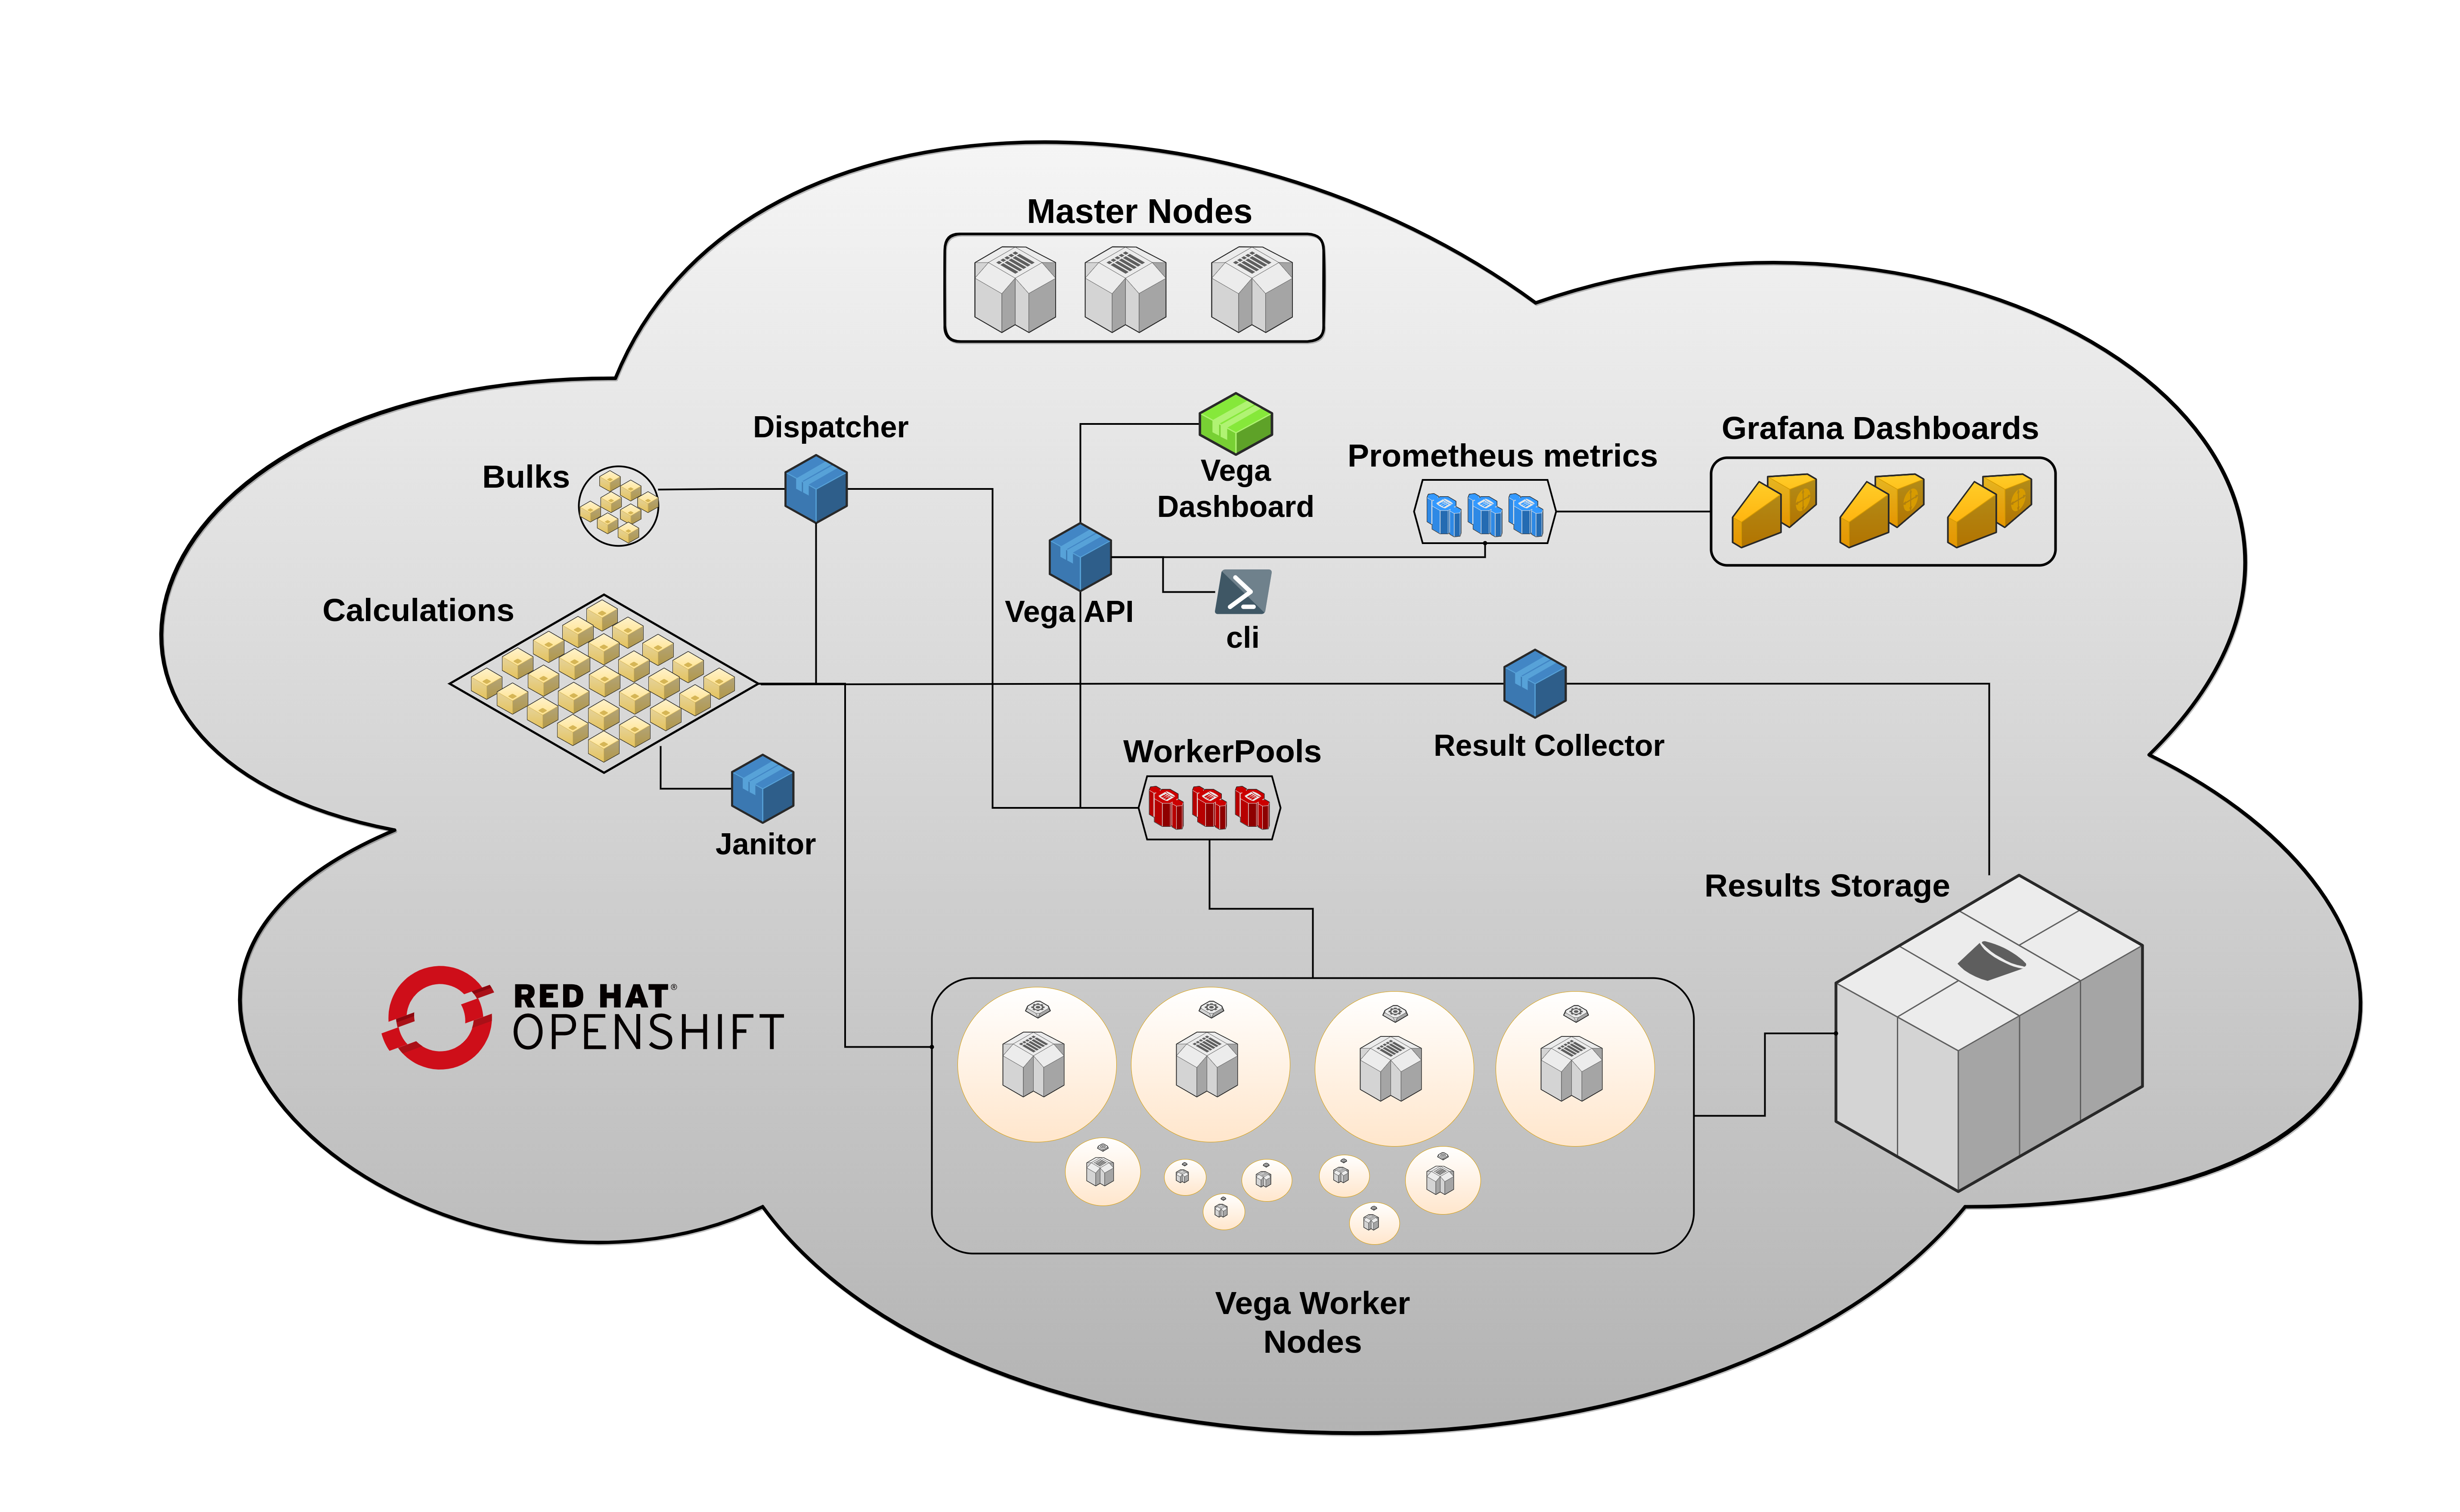 Master Nodes
Dispatcher
Bulks
Vega
Dashboard
Prometheus metrics
Grafana Dashboards
Calculations
Vega API
cli
WorkerPools
Result Collector
Janitor
Results Storage
RED HAT®
OPENSHIFT
Vega Worker
Nodes